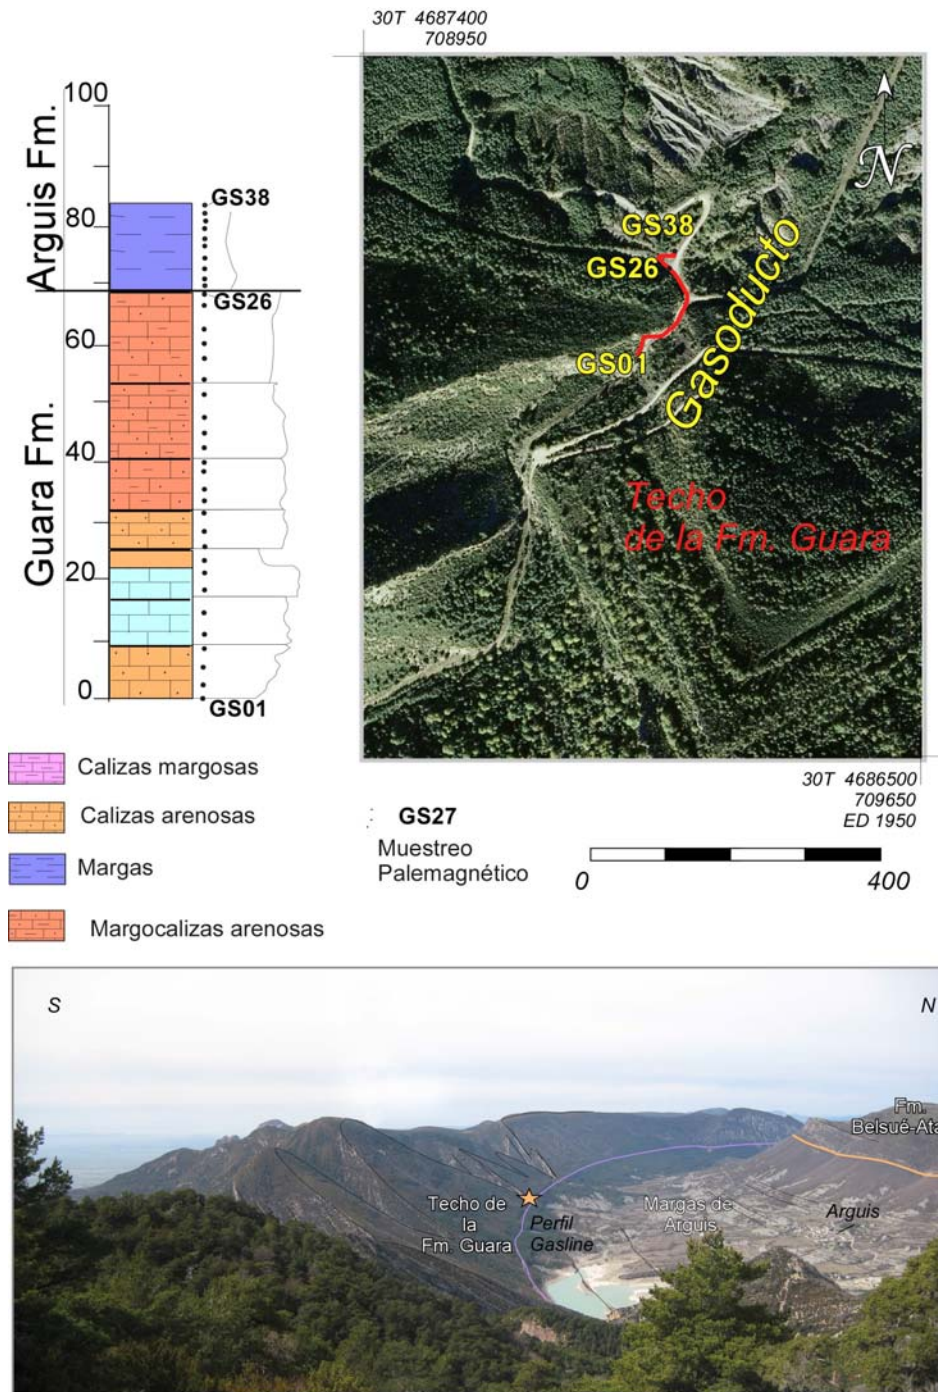 30T 4687400
708950
100
80
60
40
20
0
Arguis Fm.
Guara Fm.
GS38
GS26
GS01
N
GS38
GS26
GS01
Gasoducto
Techo
de la Fm. Guara
30T 4686500
709650
ED 1950
Calizas margosas
Calizas arenosas
Margas
Margocalizas arenosas
GS27
Muestreo
Palemagnético
0
400
S
N
Fm.
Belsué-Ata
Techo de
la
Fm. Guara
Perfil
Gasline
Margas de
Arguis
Arguis